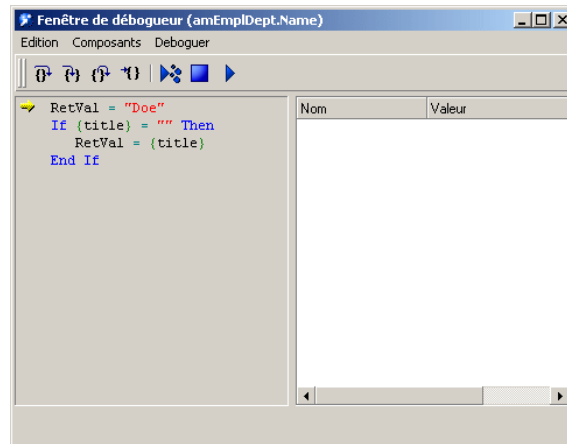 Fenêtre de débogueur (amEmplDept.Name)
Edition Composants Deboguer
RetVal = "Doe"
If {title} = "" Then
RetVal = {title}
End If
Nom Valeur